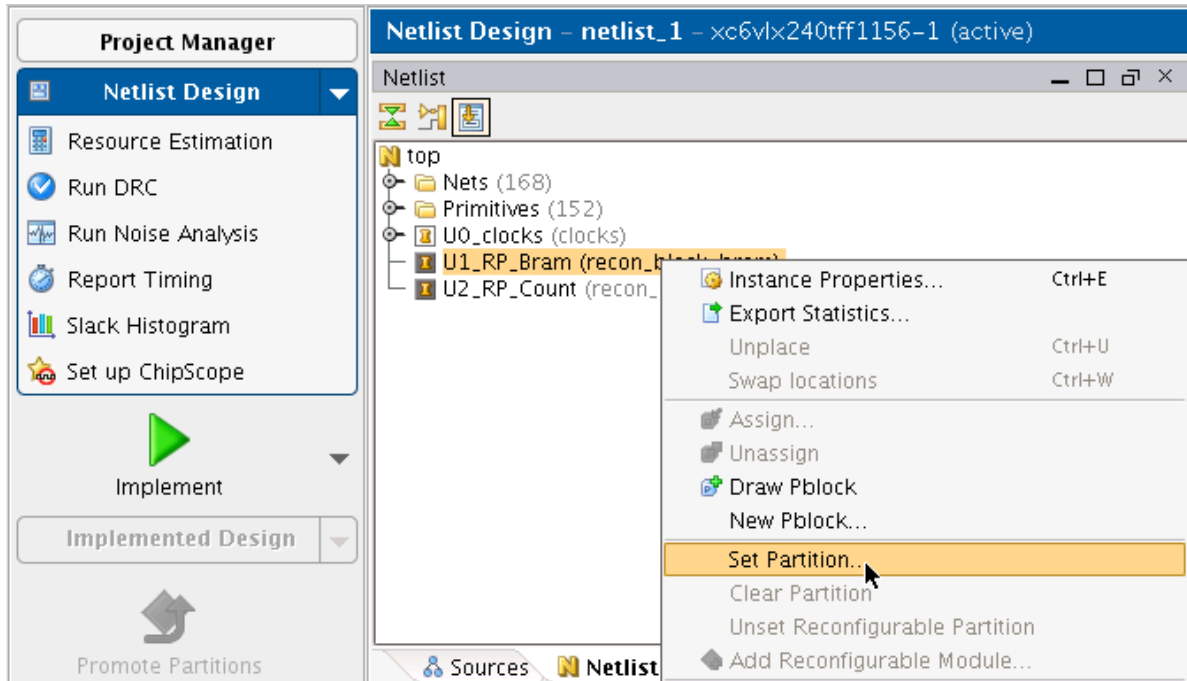 Project Manager
Netlist Design
Resource Estimation
Run DRC
Run Noise Analysis
Report Timing
Slack Histogram
Set up ChipScope
Implement
Implemented Design
Promote Partitions
Netlist Design – netlist_1 – xc6vlx240tff1156–1 (active)
Netlist
top
Nets (168)
Primitives (152)
U0_clocks (clocks)
U1_RP_Bram (recon_block_bram)
U2_RP_Count (recon_
Instance Properties... Ctrl+E
Export Statistics...
Unplace Ctrl+U
Swap locations Ctrl+W
Assign...
Unassign
Draw Pblock
New Pblock...
Set Partition...
Clear Partition
Unset Reconfigurable Partition
Add Reconfigurable Module...
Sources
Netlist